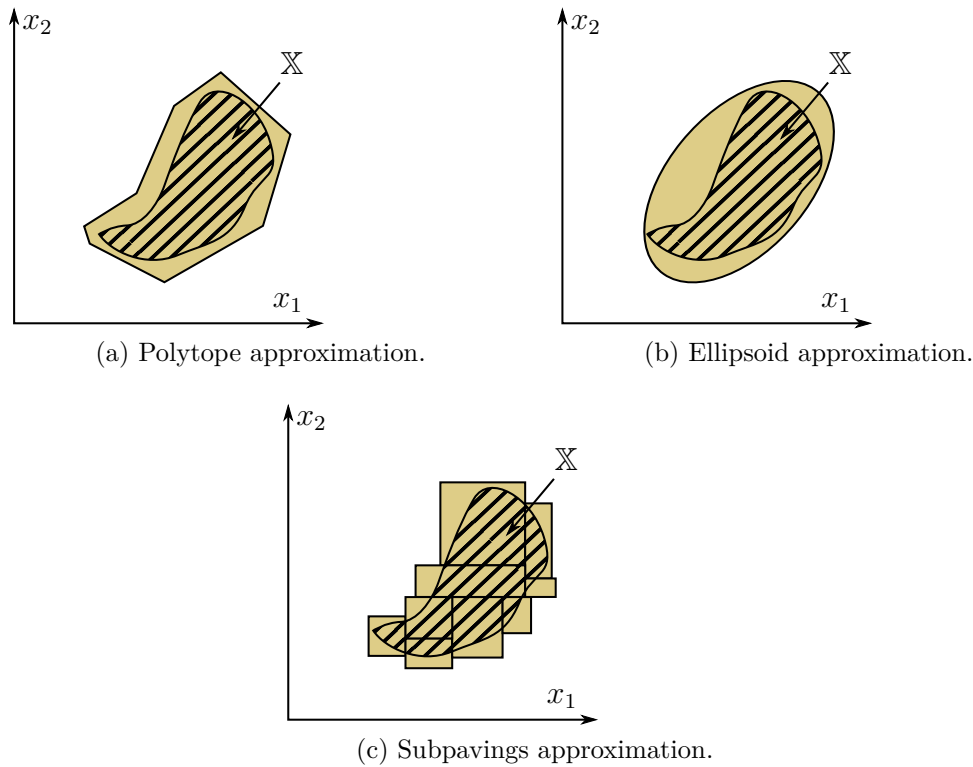 x₂
𝕏
x₁
(a) Polytope approximation.
x₂
𝕏
x₁
(b) Ellipsoid approximation.
x₂
𝕏
x₁
(c) Subpavings approximation.